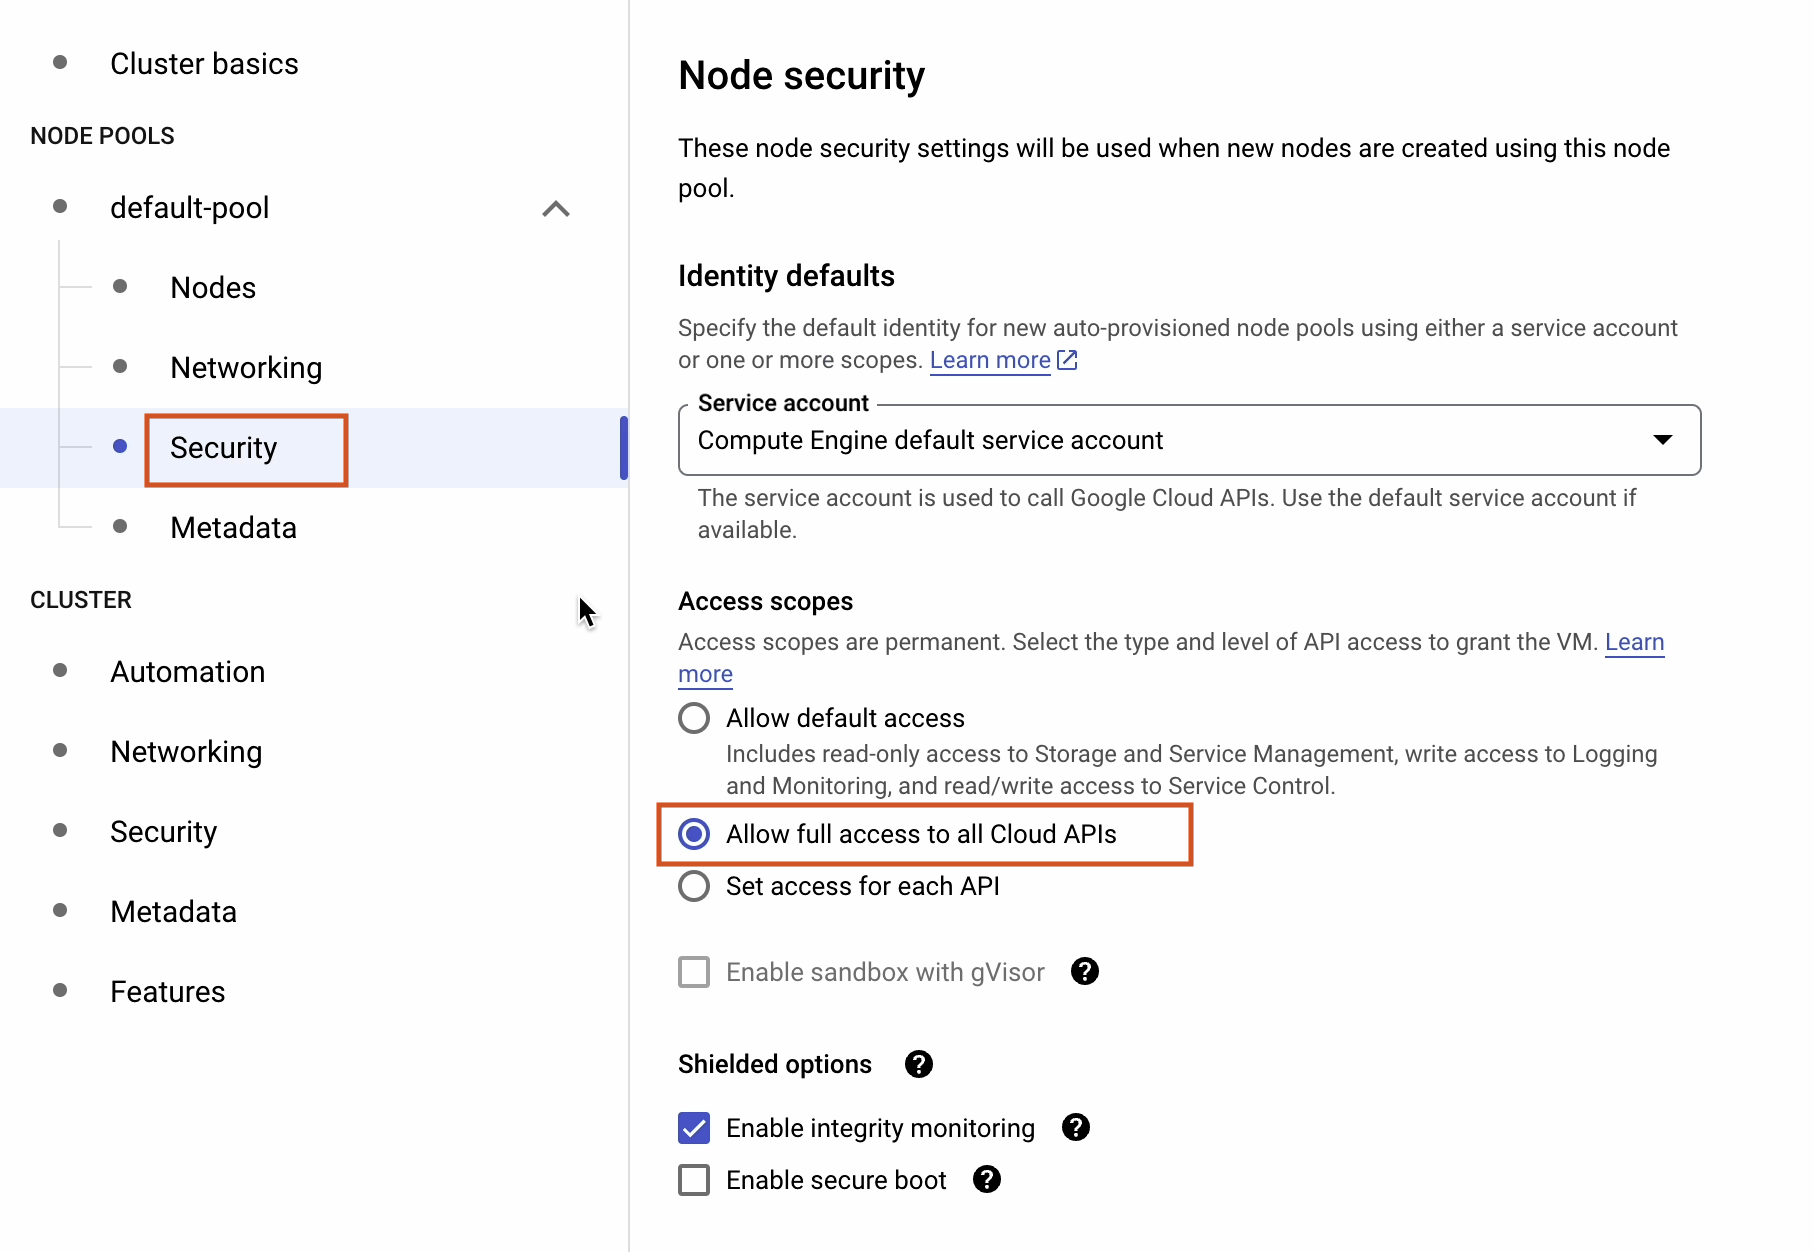 Cluster basics
NODE POOLS
default-pool
Nodes
Networking
Security
Metadata
CLUSTER
Automation
Networking
Security
Metadata
Features
Node security
These node security settings will be used when new nodes are created using this node
pool.
Identity defaults
Specify the default identity for new auto-provisioned node pools using either a service account
or one or more scopes. Learn more
Service account
Compute Engine default service account
The service account is used to call Google Cloud APIs. Use the default service account if
available.
Access scopes
Access scopes are permanent. Select the type and level of API access to grant the VM. Learn
more
Allow default access
Includes read-only access to Storage and Service Management, write access to Logging
and Monitoring, and read/write access to Service Control.
Allow full access to all Cloud APIs
Set access for each API
Enable sandbox with gVisor ?
Shielded options ?
Enable integrity monitoring ?
Enable secure boot ?